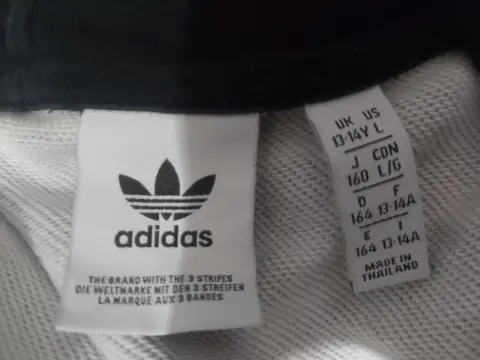 adidas
THE BRAND WITH THE 3 STRIPES
DIE WELTMARKE MIT DEN 3 STREIFEN
LA MARQUE AUX 3 BANDES
UK US
13-14Y L
J CDN
160 L/G
D F
164 13-14A
E I
164 13-14A
MADE IN
THAILAND